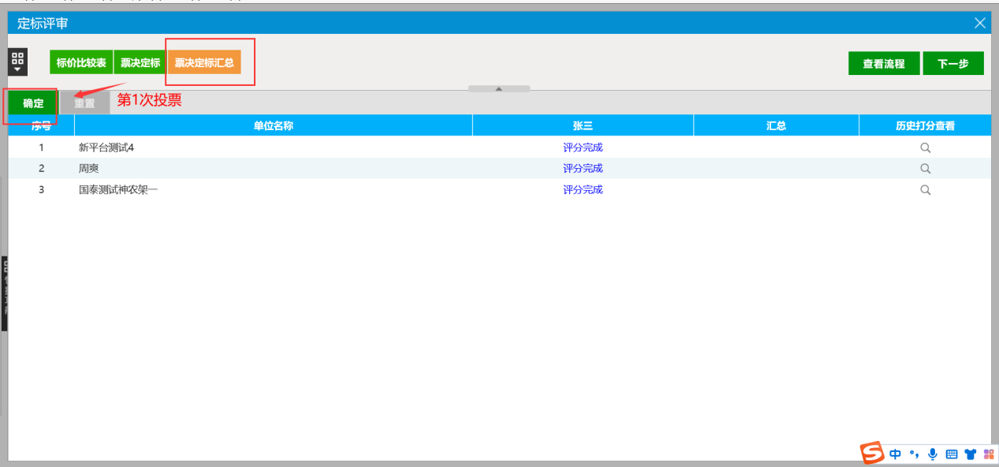 定标评审
标价比较表 票决定标 票决定标汇总 查看流程 下一步
确定 重置 第1次投票
序号 单位名称 张三 汇总 历史打分查看
1 新平台测试4 评分完成
2 周爽 评分完成
3 国泰测试神农架一 评分完成
中